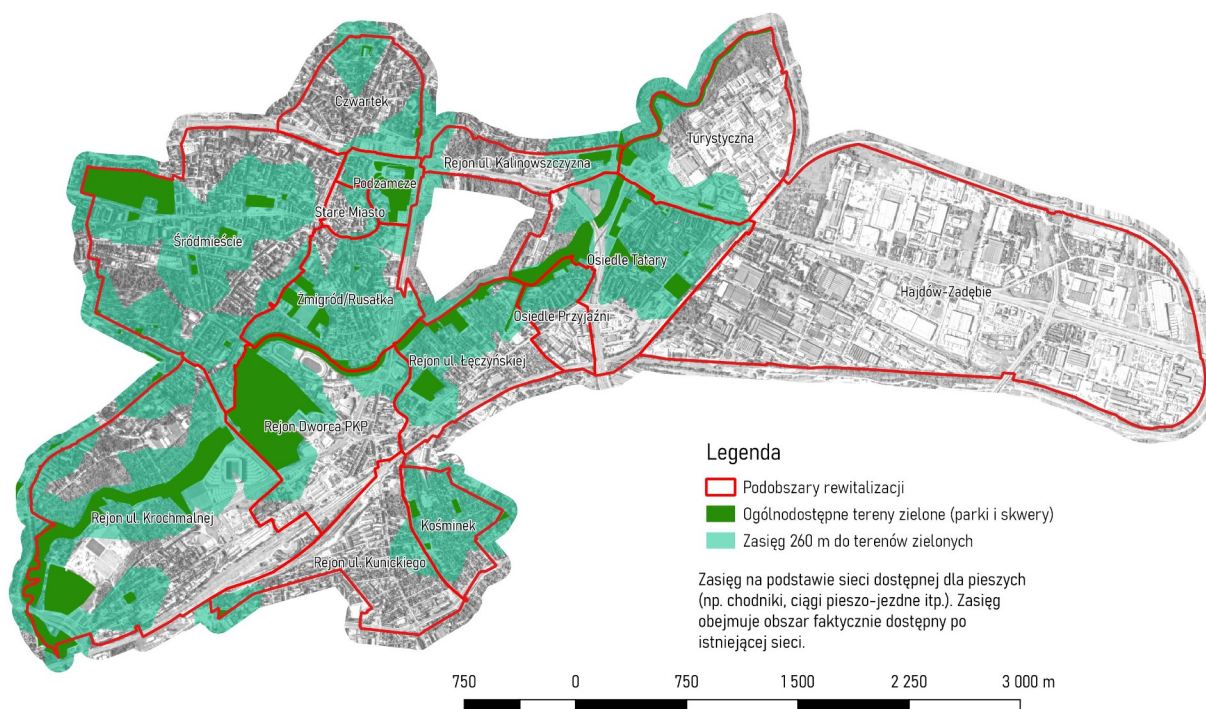 Czwartek
Turystyczna
Rejon ul. Kalinowszczyzna
Podzamcze
Stare Miasto
Śródmieście
Osiedle Tatary
Hajdów-Zadębie
Żmigród/Rusałka
Osiedle Przyjaźni
Rejon ul. Łęczyńskiej
Rejon Dworca PKP
Rejon ul. Krochmalnej
Kośminek
Rejon ul. Kunickiego
Legenda
Podobszary rewitalizacji
Ogólnodostępne tereny zielone (parki i skwery)
Zasięg 260 m do terenów zielonych
Zasięg na podstawie sieci dostępnej dla pieszych
(np. chodniki, ciągi pieszo-jezdne itp.). Zasięg
obejmuje obszar faktycznie dostępny po
istniejącej sieci.
750 0 750 1 500 2 250 3 000 m